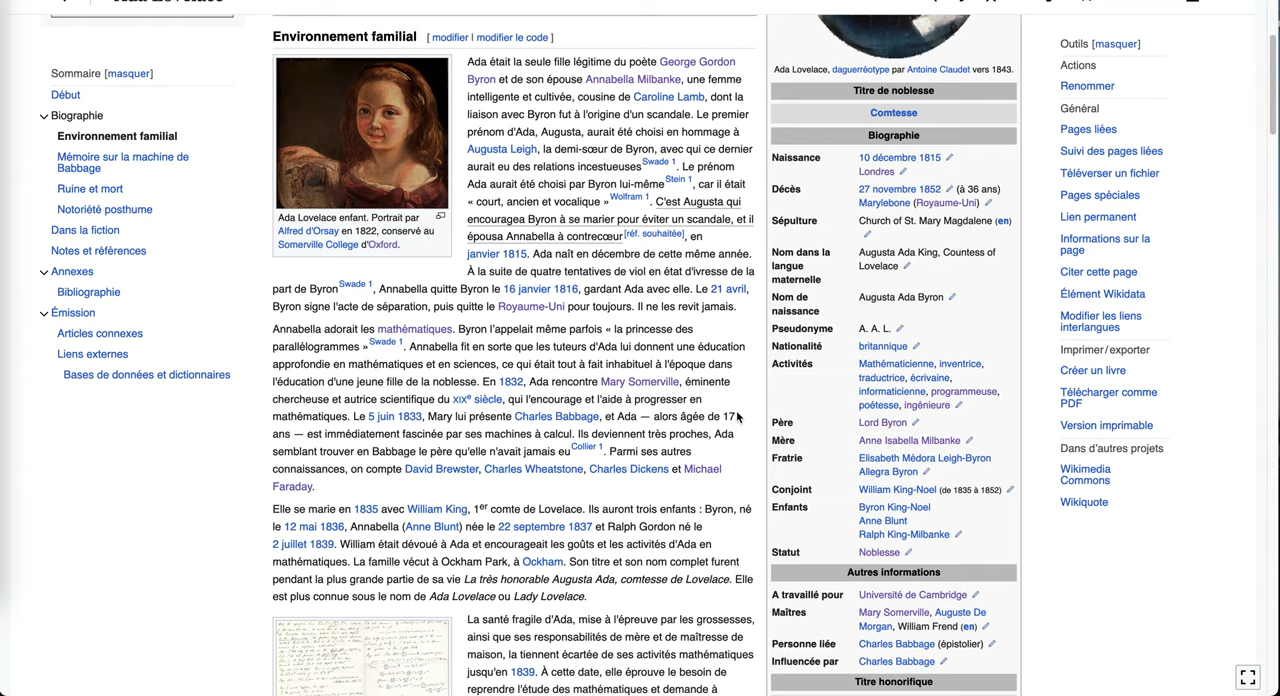 Environnement familial [ modifier | modifier le code ]
Ada Lovelace enfant. Portrait par
Alfred d'Orsay en 1822, conservé au
Somerville College d'Oxford.
Ada était la seule fille légitime du poète George Gordon
Byron et de son épouse Annabella Milbanke, une femme
intelligente et cultivée, cousine de Caroline Lamb, dont la
liaison avec Byron fut à l'origine d'un scandale. Le premier
prénom d'Ada, Augusta, aurait été choisi en hommage à
Augusta Leigh, la demi-sœur de Byron, avec qui ce dernier
aurait eu des relations incestueuses Swade 1. Le prénom
Ada aurait été choisi par Byron lui-même Stein 1, car il était
« court, ancien et vocalique » Wolfram 1. C'est Augusta qui
encouragea Byron à se marier pour éviter un scandale, et il
épousa Annabella à contrecœur [réf. souhaitée], en
janvier 1815. Ada naît en décembre de cette même année.
À la suite de quatre tentatives de viol en état d'ivresse de la
part de Byron Swade 1, Annabella quitte Byron le 16 janvier 1816, gardant Ada avec elle. Le 21 avril,
Byron signe l'acte de séparation, puis quitte le Royaume-Uni pour toujours. Il ne les revit jamais.
Annabella adorait les mathématiques. Byron l'appelait même parfois « la princesse des
parallélogrammes » Swade 1. Annabella fit en sorte que les tuteurs d'Ada lui donnent une éducation
approfondie en mathématiques et en sciences, ce qui était tout à fait inhabituel à l'époque dans
l'éducation d'une jeune fille de la noblesse. En 1832, Ada rencontre Mary Somerville, éminente
chercheuse et autrice scientifique du XIXe siècle, qui l'encourage et l'aide à progresser en
mathématiques. Le 5 juin 1833, Mary lui présente Charles Babbage, et Ada — alors âgée de 17
ans — est immédiatement fascinée par ses machines à calcul. Ils deviennent très proches, Ada
semblant trouver en Babbage le père qu'elle n'avait jamais eu Collier 1. Parmi ses autres
connaissances, on compte David Brewster, Charles Wheatstone, Charles Dickens et Michael
Faraday.
Elle se marie en 1835 avec William King, 1er comte de Lovelace. Ils auront trois enfants : Byron, né
le 12 mai 1836, Annabella (Anne Blunt) née le 22 septembre 1837 et Ralph Gordon né le
2 juillet 1839. William était dévoué à Ada et encourageait les goûts et les activités d'Ada en
mathématiques. La famille vécut à Ockham Park, à Ockham. Son titre et son nom complet furent
pendant la plus grande partie de sa vie La très honorable Augusta Ada, comtesse de Lovelace. Elle
est plus connue sous le nom de Ada Lovelace ou Lady Lovelace.
La santé fragile d'Ada, mise à l'épreuve par les grossesses,
ainsi que ses responsabilités de mère et de maîtresse de
maison, la tiennent écartée de ses activités mathématiques
jusqu'en 1839. À cette date, elle éprouve le besoin de
reprendre l'étude des mathématiques et demande à
Sommaire [masquer]
Début
Biographie
Environnement familial
Mémoire sur la machine de
Babbage
Ruine et mort
Notoriété posthume
Dans la fiction
Notes et références
Annexes
Bibliographie
Émission
Articles connexes
Liens externes
Bases de données et dictionnaires
Ada Lovelace, daguerréotype par Antoine Claudet vers 1843.
Titre de noblesse
Comtesse
Biographie
Naissance 10 décembre 1815
Londres
Décès 27 novembre 1852 (à 36 ans)
Marylebone (Royaume-Uni)
Sépulture Church of St. Mary Magdalene (en)
Nom dans la Augusta Ada King, Countess of
langue Lovelace
maternelle
Nom de Augusta Ada Byron
naissance
Pseudonyme A. A. L.
Nationalité britannique
Activités Mathématicienne, inventrice,
traductrice, écrivaine,
informaticienne, programmeuse,
poétesse, ingénieure
Père Lord Byron
Mère Anne Isabella Milbanke
Fratrie Elisabeth Médora Leigh-Byron
Allegra Byron
Conjoint William King-Noel (de 1835 à 1852)
Enfants Byron King-Noel
Anne Blunt
Ralph King-Milbanke
Statut Noblesse
Autres informations
A travaillé pour Université de Cambridge
Maîtres Mary Somerville, Auguste De
Morgan, William Frend (en)
Personne liée Charles Babbage (épistolier)
Influencée par Charles Babbage
Titre honorifique
Outils [masquer]
Actions
Renommer
Général
Pages liées
Suivi des pages liées
Téléverser un fichier
Pages spéciales
Lien permanent
Informations sur la
page
Citer cette page
Élément Wikidata
Modifier les liens
interlangues
Imprimer / exporter
Créer un livre
Télécharger comme
PDF
Version imprimable
Dans d'autres projets
Wikimedia
Commons
Wikiquote